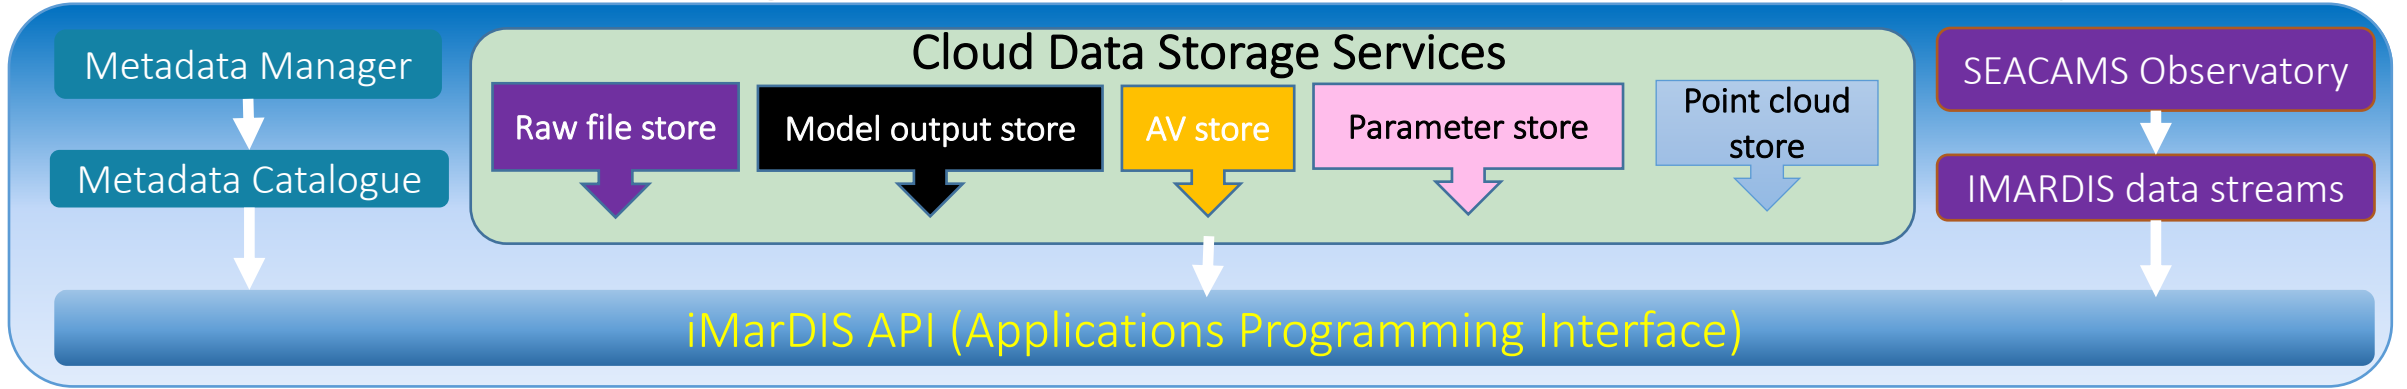 Metadata Manager
Metadata Catalogue
Cloud Data Storage Services
Raw file store
Model output store
AV store
Parameter store
Point cloud
store
SEACAMS Observatory
IMARDIS data streams
iMarDIS API (Applications Programming Interface)